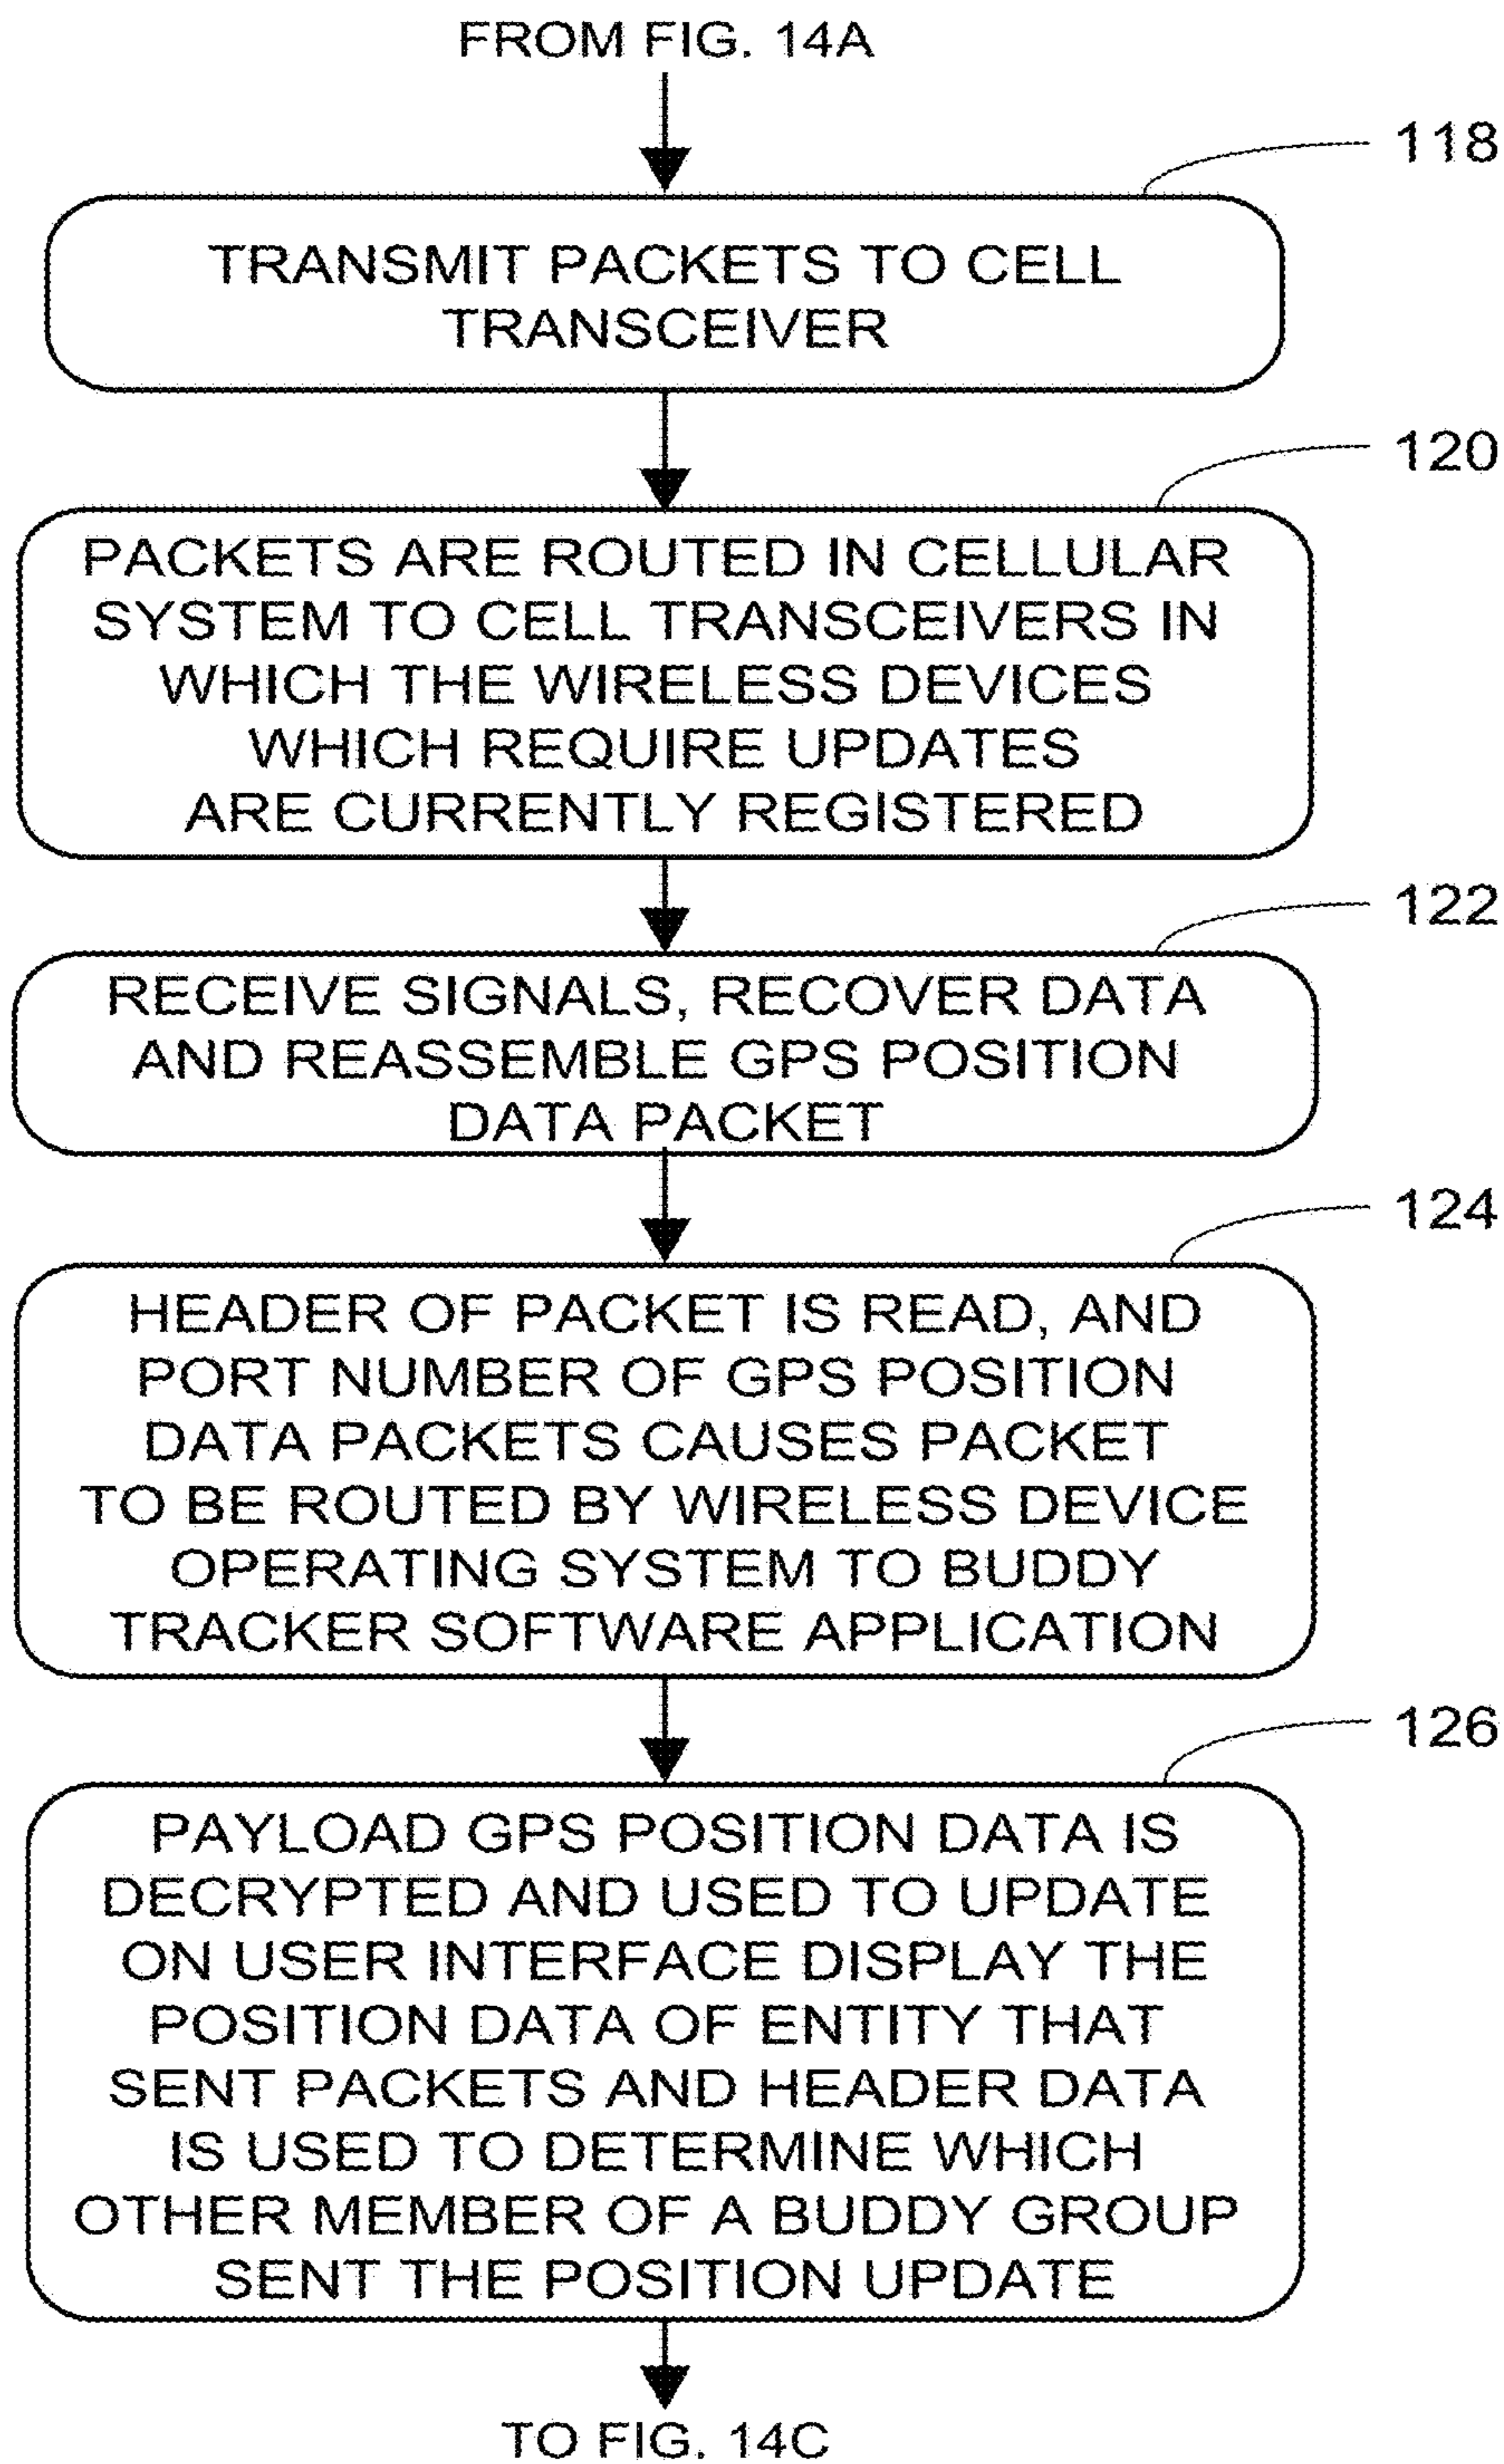 FROM FIG. 14A
118
TRANSMIT PACKETS TO CELL
TRANSCEIVER
120
PACKETS ARE ROUTED IN CELLULAR
SYSTEM TO CELL TRANSCEIVERS IN
WHICH THE WIRELESS DEVICES
WHICH REQUIRE UPDATES
ARE CURRENTLY REGISTERED
122
RECEIVE SIGNALS, RECOVER DATA
AND REASSEMBLE GPS POSITION
DATA PACKET
124
HEADER OF PACKET IS READ, AND
PORT NUMBER OF GPS POSITION
DATA PACKETS CAUSES PACKET
TO BE ROUTED BY WIRELESS DEVICE
OPERATING SYSTEM TO BUDDY
TRACKER SOFTWARE APPLICATION
126
PAYLOAD GPS POSITION DATA IS
DECRYPTED AND USED TO UPDATE
ON USER INTERFACE DISPLAY THE
POSITION DATA OF ENTITY THAT
SENT PACKETS AND HEADER DATA
IS USED TO DETERMINE WHICH
OTHER MEMBER OF A BUDDY GROUP
SENT THE POSITION UPDATE
TO FIG. 14C